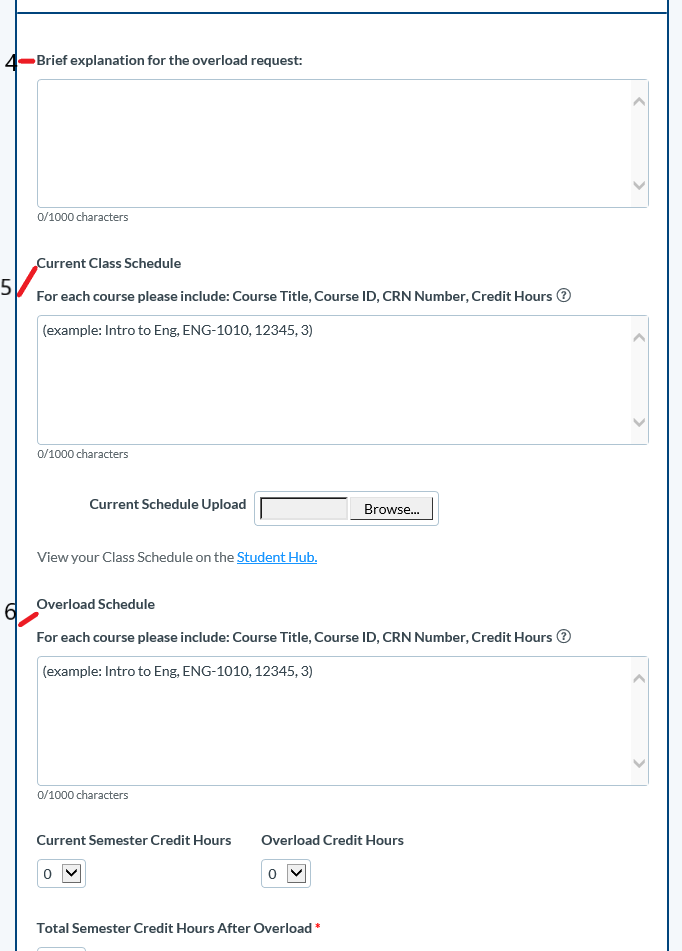 4
Brief explanation for the overload request:
0/1000 characters
Current Class Schedule
5
For each course please include: Course Title, Course ID, CRN Number, Credit Hours ?
(example: Intro to Eng, ENG-1010, 12345, 3)
0/1000 characters
Current Schedule Upload Browse...
View your Class Schedule on the Student Hub.
6
Overload Schedule
For each course please include: Course Title, Course ID, CRN Number, Credit Hours ?
(example: Intro to Eng, ENG-1010, 12345, 3)
0/1000 characters
Current Semester Credit Hours Overload Credit Hours
0 0
Total Semester Credit Hours After Overload *